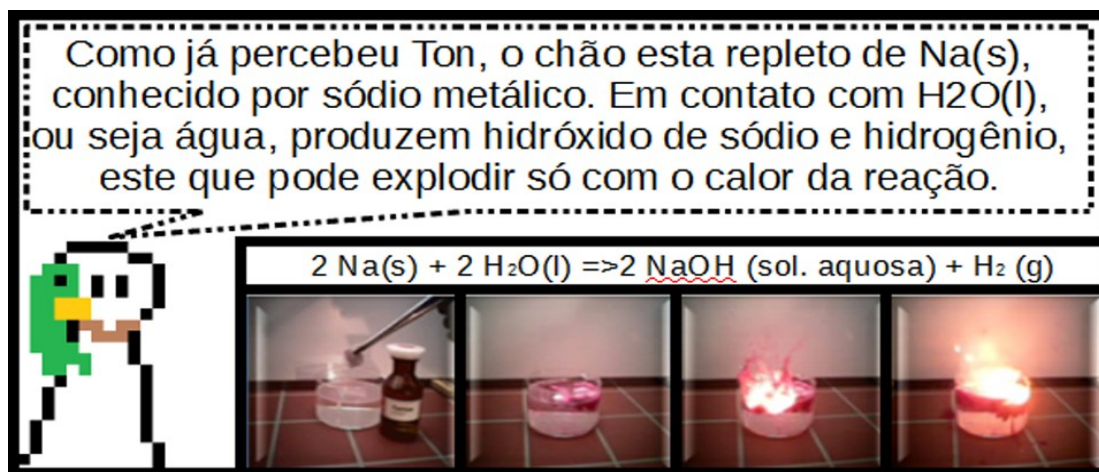 Como já percebeu Ton, o chão esta repleto de Na(s),
conhecido por sódio metálico. Em contato com H2O(l),
ou seja água, produzem hidróxido de sódio e hidrogênio,
este que pode explodir só com o calor da reação.
2 Na(s) + 2 H₂O(l) =>2 NaOH (sol. aquosa) + H₂ (g)